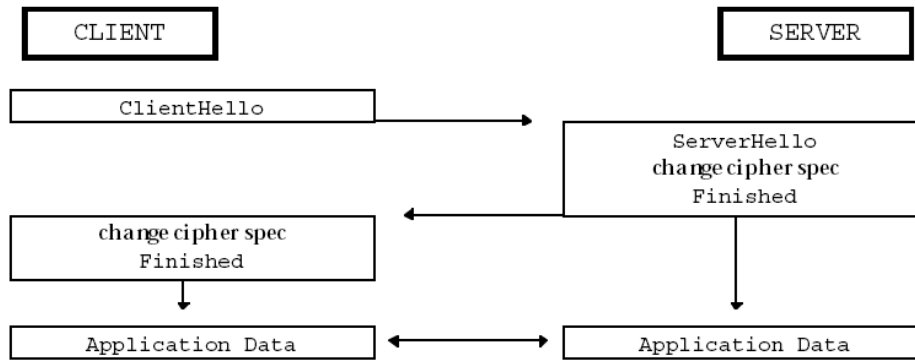 CLIENT
SERVER
ClientHello
ServerHello
change cipher spec
Finished
change cipher spec
Finished
Application Data
Application Data